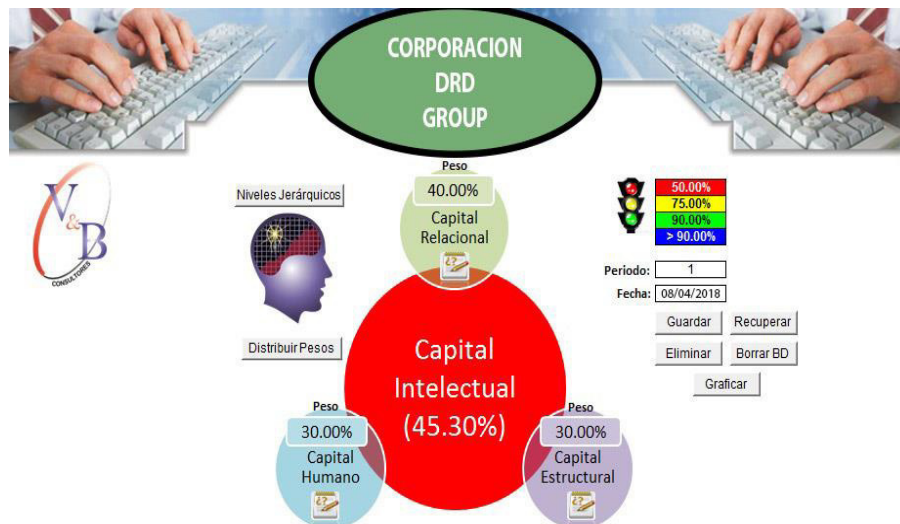 CORPORACION
DRD
GROUP
V&B
CONSULTORES
Niveles Jerárquicos
Distribuir Pesos
Peso
40.00%
Capital
Relacional
¿?
Capital
Intelectual
(45.30%)
Peso
30.00%
Capital
Humano
¿?
Peso
30.00%
Capital
Estructural
¿?
50.00%
75.00%
90.00%
> 90.00%
Periodo: 1
Fecha: 08/04/2018
Guardar Recuperar
Eliminar Borrar BD
Graficar